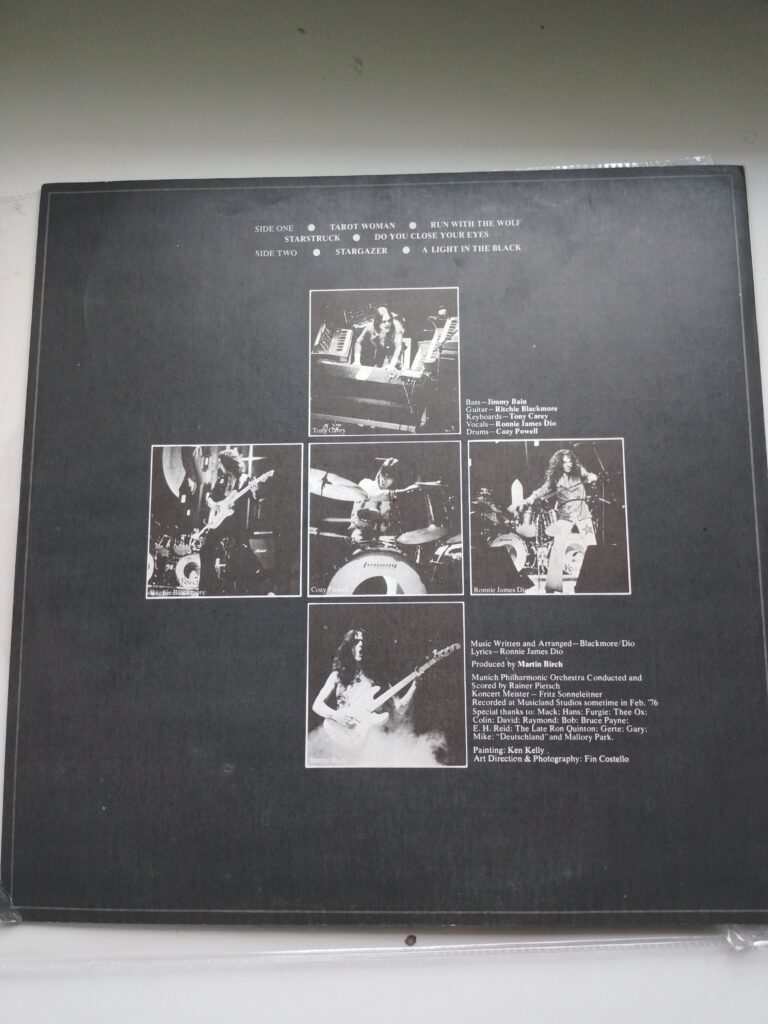 SIDE ONE ● TAROT WOMAN ● RUN WITH THE WOLF
STARSTRUCK ● DO YOU CLOSE YOUR EYES
SIDE TWO ● STARGAZER ● A LIGHT IN THE BLACK
Tony Carey
Bass—Jimmy Bain
Guitar—Ritchie Blackmore
Keyboards—Tony Carey
Vocals—Ronnie James Dio
Drums—Cozy Powell
Ritchie Blackmore
Cozy Powell
Ronnie James Dio
Jimmy Bain
Music Written and Arranged—Blackmore/Dio
Lyrics—Ronnie James Dio
Produced by Martin Birch
Munich Philharmonic Orchestra Conducted and
Scored by Rainer Pietsch
Koncert Meister—Fritz Sonneleitner
Recorded at Musicland Studios sometime in Feb. '76
Special thanks to: Mack: Hans: Furgie: Thee Ox:
Colin: David: Raymond: Bob: Bruce Payne:
E. H. Reid: The Late Ron Quinton: Gerte: Gary:
Mike: "Deutschland" and Mallory Park.
Painting: Ken Kelly
Art Direction & Photography: Fin Costello